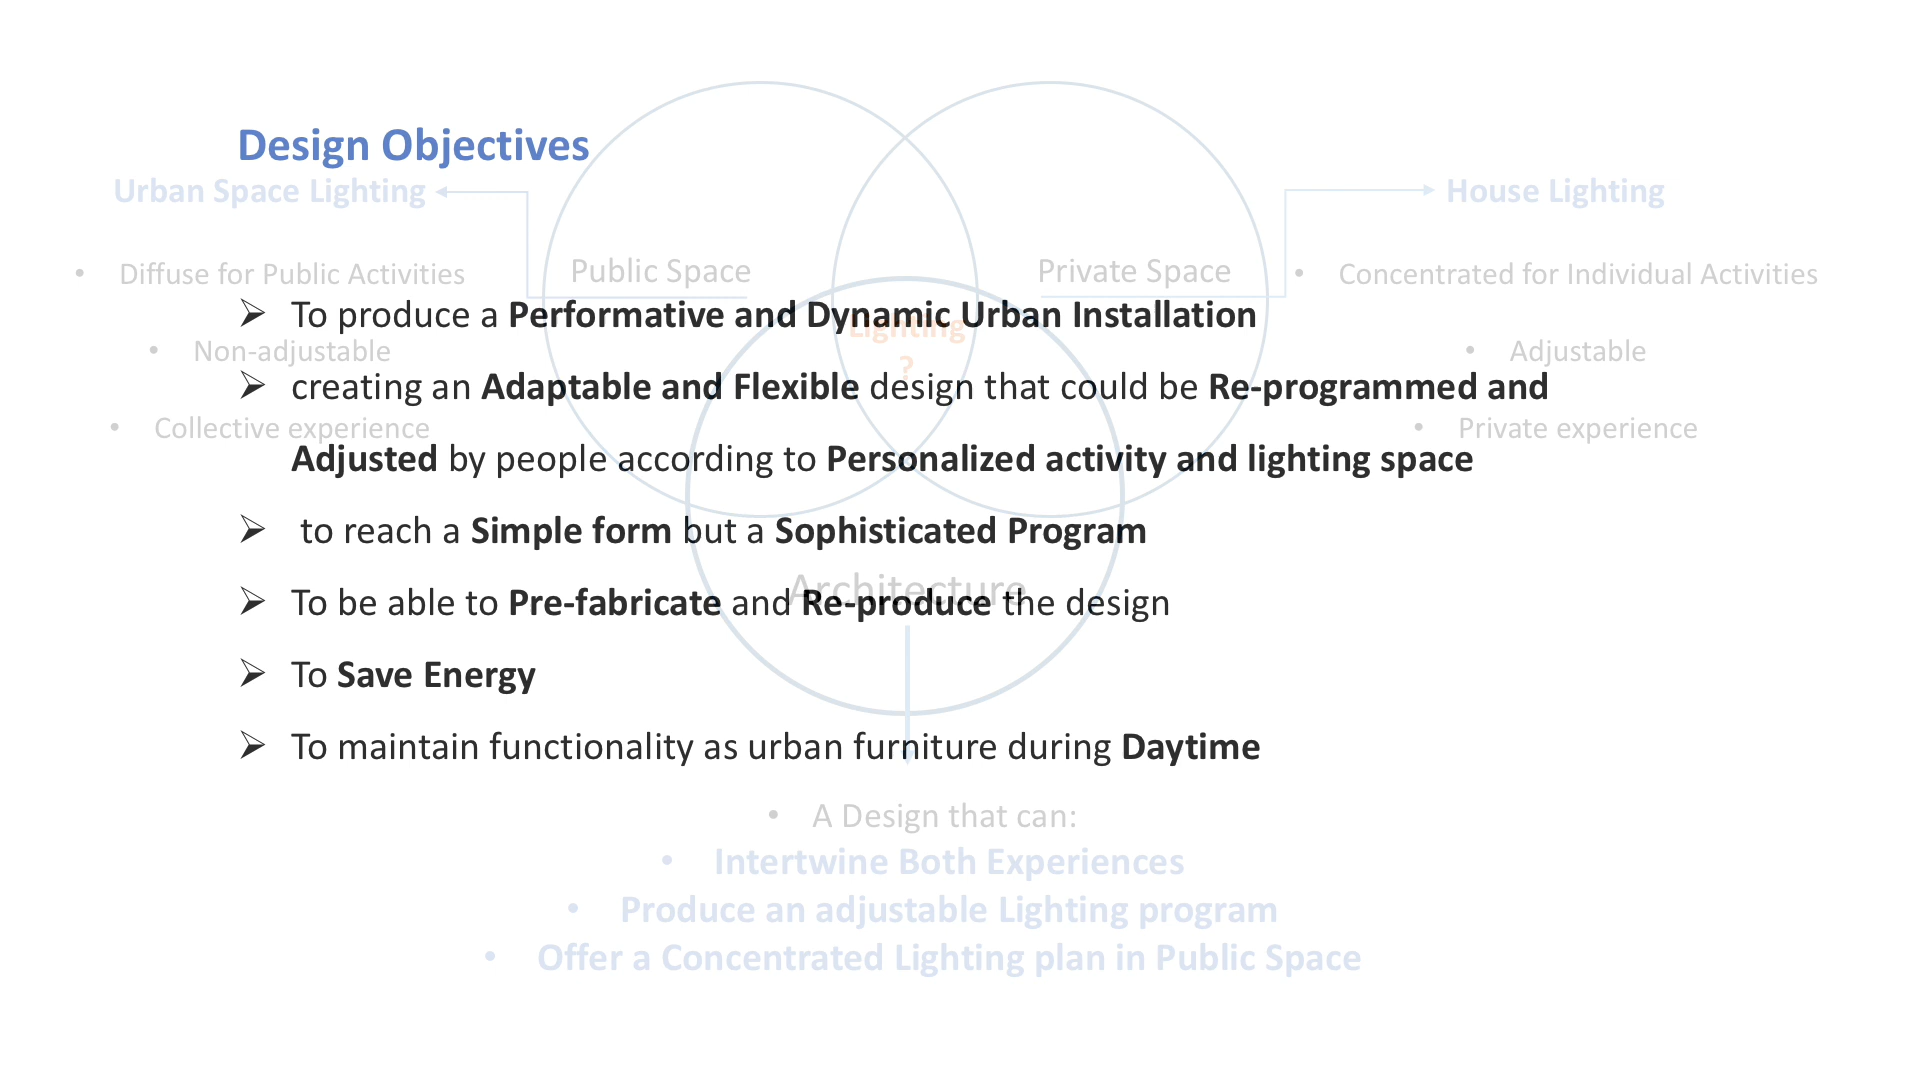 Design Objectives
Urban Space Lighting
House Lighting
Public Space
Private Space
• Diffuse for Public Activities
• Concentrated for Individual Activities
➢ To produce a Performative and Dynamic Urban Installation
Lighting
?
• Non-adjustable
• Adjustable
➢ creating an Adaptable and Flexible design that could be Re-programmed and
Adjusted by people according to Personalized activity and lighting space
• Collective experience
• Private experience
➢ to reach a Simple form but a Sophisticated Program
Architecture
➢ To be able to Pre-fabricate and Re-produce the design
➢ To Save Energy
➢ To maintain functionality as urban furniture during Daytime
• A Design that can:
• Intertwine Both Experiences
• Produce an adjustable Lighting program
• Offer a Concentrated Lighting plan in Public Space